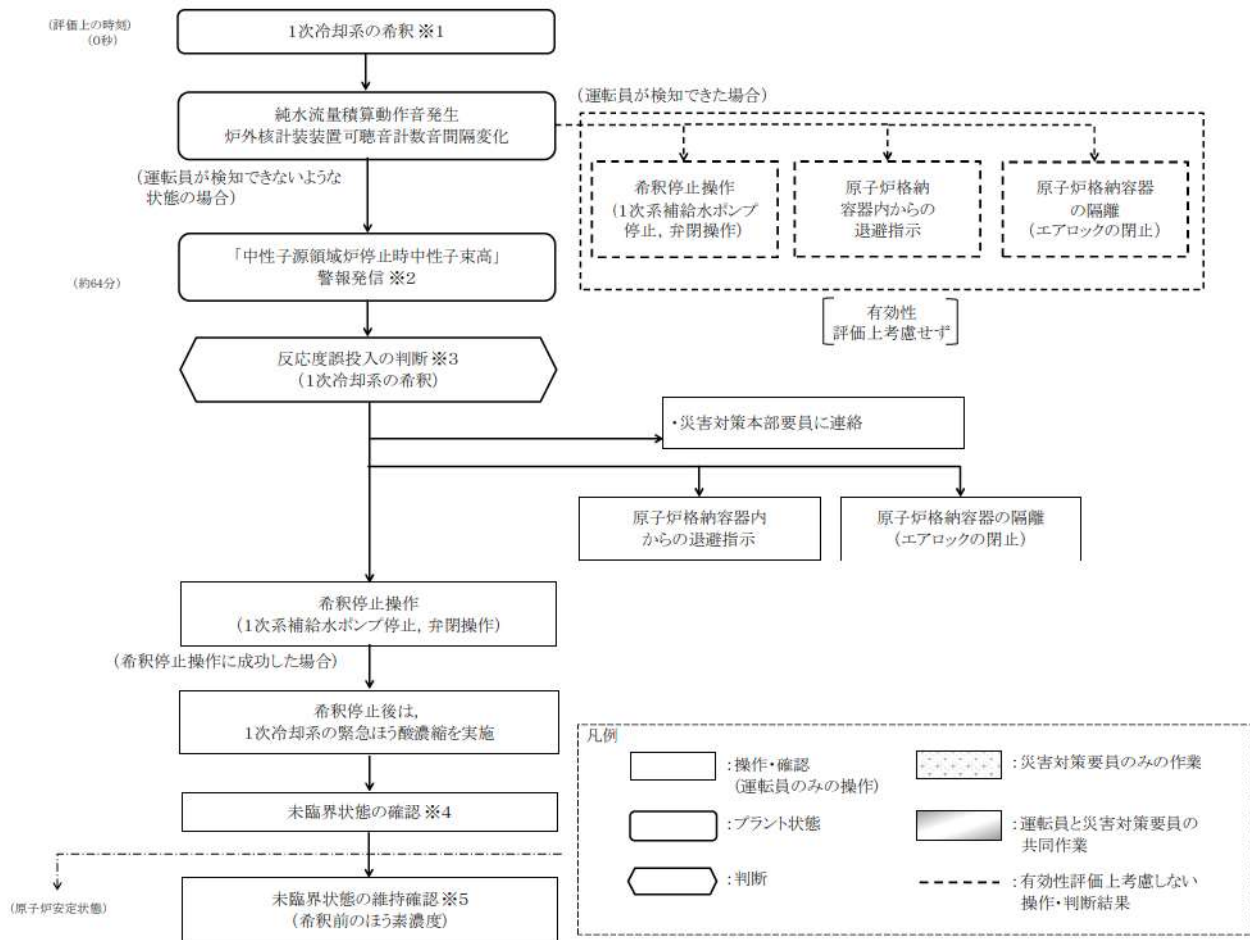 (評価上の時刻)
(0秒)
1次冷却系の希釈※1
純水流量積算動作音発生
炉外核計装装置可聴音計数音間隔変化
(運転員が検知できた場合)
希釈停止操作
(1次系補給水ポンプ
停止, 弁閉操作)
原子炉格納
容器内からの
退避指示
原子炉格納容器
の隔離
(エアロックの閉止)
(運転員が検知できないような
状態の場合)
有効性
評価上考慮せず
(約64分)
「中性子源領域炉停止時中性子束高」
警報発信※2
反応度誤投入の判断※3
(1次冷却系の希釈)
・災害対策本部要員に連絡
原子炉格納容器内
からの退避指示
原子炉格納容器の隔離
(エアロックの閉止)
希釈停止操作
(1次系補給水ポンプ停止, 弁閉操作)
(希釈停止操作に成功した場合)
希釈停止後は,
1次冷却系の緊急ほう酸濃縮を実施
未臨界状態の確認※4
(原子炉安定状態)
未臨界状態の維持確認※5
(希釈前のほう素濃度)
凡例
:操作・確認
(運転員のみの操作)
:プラント状態
:判断
:災害対策要員のみの作業
:運転員と災害対策要員の
共同作業
:有効性評価上考慮しない
操作・判断結果